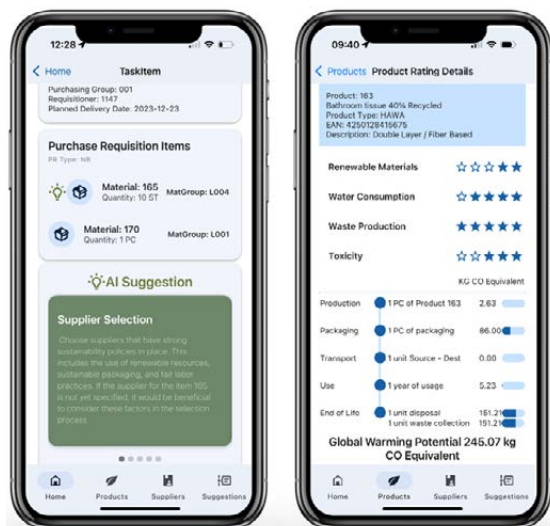 12:28
Home
TaskItem
Purchasing Group: 001
Requisitioner: 1147
Planned Delivery Date: 2023-12-23
Purchase Requisition Items
PR Type: NB
Material: 165
Quantity: 10 ST
MatGroup: L004
Material: 170
Quantity: 1 PC
MatGroup: L001
AI Suggestion
Supplier Selection
Choose suppliers that have strong
sustainability policies in place. This
includes the use of renewable resources,
sustainable packaging, and fair labor
practices. If the supplier for the item 165
is not yet specified, it would be beneficial
to consider these factors in the selection
process.
Home
Products
Suppliers
Suggestions
09:40
Products
Product Rating Details
Product: 163
Bathroom tissue 40% Recycled
Product Type: HAWA
EAN: 4250128415675
Description: Double Layer / Fiber Based
Renewable Materials
Water Consumption
Waste Production
Toxicity
KG CO Equivalent
Production
1 PC of Product 163
2.63
Packaging
1 PC of packaging
86.00
Transport
1 unit Source - Dest
0.00
Use
1 year of usage
5.23
End of Life
1 unit disposal
151.21
1 unit waste collection
151.21
Global Warming Potential 245.07 kg
CO Equivalent
Home
Products
Suppliers
Suggestions